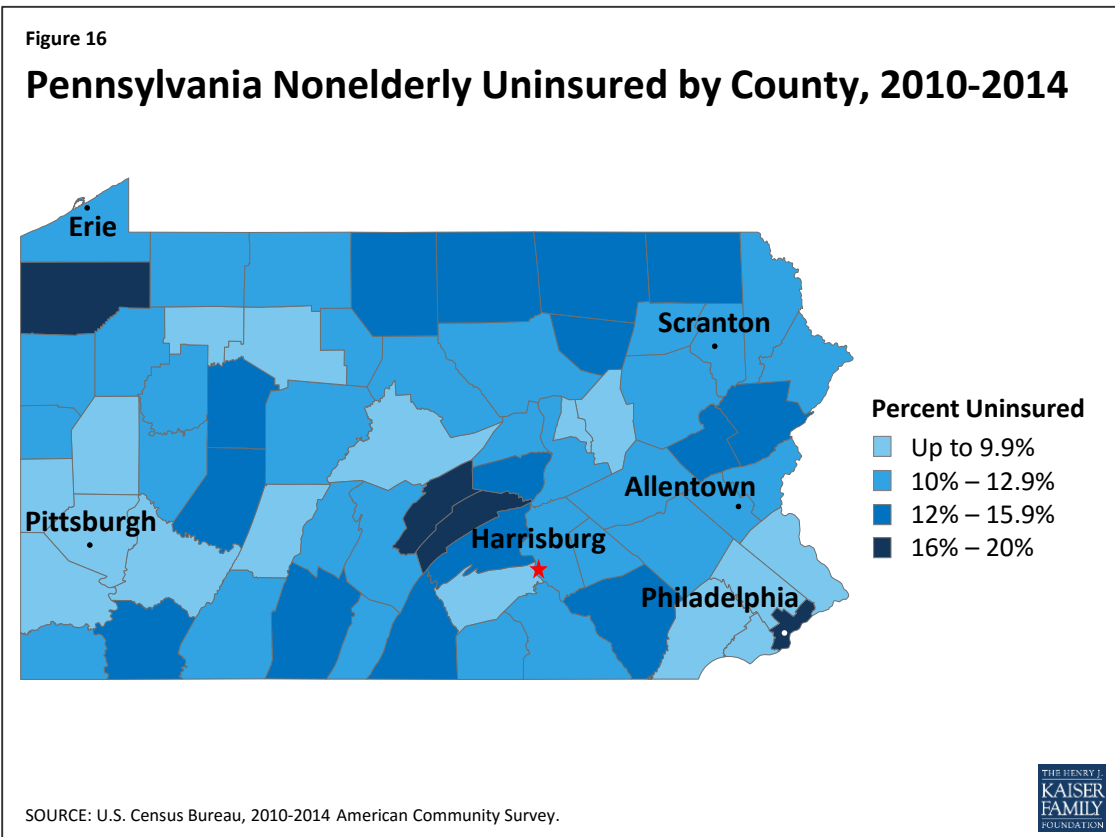 Figure 16
Pennsylvania Nonelderly Uninsured by County, 2010-2014
Erie
Scranton
Percent Uninsured
Up to 9.9%
10% – 12.9%
12% – 15.9%
16% – 20%
Allentown
Pittsburgh
Harrisburg
Philadelphia
SOURCE: U.S. Census Bureau, 2010-2014 American Community Survey.
THE HENRY J.
KAISER
FAMILY
FOUNDATION